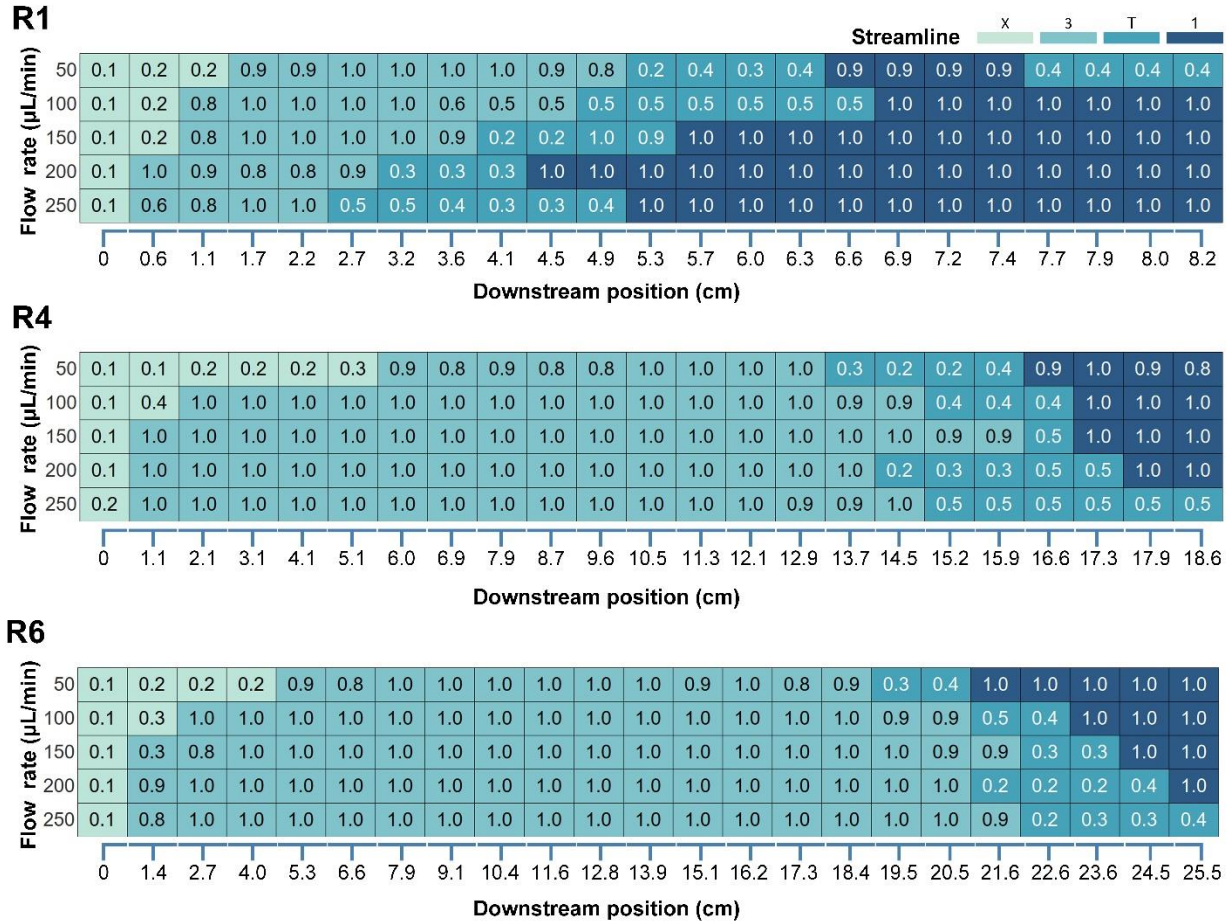 R1
Streamline X 3 T 1
Flow rate (µL/min)
50 0.1 0.2 0.2 0.9 0.9 1.0 1.0 1.0 1.0 0.9 0.8 0.2 0.4 0.3 0.4 0.9 0.9 0.9 0.9 0.4 0.4 0.4 0.4
100 0.1 0.2 0.8 1.0 1.0 1.0 1.0 0.6 0.5 0.5 0.5 0.5 0.5 0.5 0.5 0.5 1.0 1.0 1.0 1.0 1.0 1.0 1.0
150 0.1 0.2 0.8 1.0 1.0 1.0 1.0 0.9 0.2 0.2 1.0 0.9 1.0 1.0 1.0 1.0 1.0 1.0 1.0 1.0 1.0 1.0 1.0
200 0.1 1.0 0.9 0.8 0.8 0.9 0.3 0.3 0.3 1.0 1.0 1.0 1.0 1.0 1.0 1.0 1.0 1.0 1.0 1.0 1.0 1.0 1.0
250 0.1 0.6 0.8 1.0 1.0 0.5 0.5 0.4 0.3 0.3 0.4 1.0 1.0 1.0 1.0 1.0 1.0 1.0 1.0 1.0 1.0 1.0 1.0
0 0.6 1.1 1.7 2.2 2.7 3.2 3.6 4.1 4.5 4.9 5.3 5.7 6.0 6.3 6.6 6.9 7.2 7.4 7.7 7.9 8.0 8.2
Downstream position (cm)
R4
Flow rate (µL/min)
50 0.1 0.1 0.2 0.2 0.2 0.3 0.9 0.8 0.9 0.8 0.8 1.0 1.0 1.0 1.0 0.3 0.2 0.2 0.4 0.9 1.0 0.9 0.8
100 0.1 0.4 1.0 1.0 1.0 1.0 1.0 1.0 1.0 1.0 1.0 1.0 1.0 1.0 1.0 0.9 0.9 0.4 0.4 0.4 1.0 1.0 1.0
150 0.1 1.0 1.0 1.0 1.0 1.0 1.0 1.0 1.0 1.0 1.0 1.0 1.0 1.0 1.0 1.0 1.0 0.9 0.9 0.5 1.0 1.0 1.0
200 0.1 1.0 1.0 1.0 1.0 1.0 1.0 1.0 1.0 1.0 1.0 1.0 1.0 1.0 1.0 1.0 0.2 0.3 0.3 0.5 0.5 1.0 1.0
250 0.2 1.0 1.0 1.0 1.0 1.0 1.0 1.0 1.0 1.0 1.0 1.0 1.0 1.0 0.9 0.9 1.0 0.5 0.5 0.5 0.5 0.5 0.5
0 1.1 2.1 3.1 4.1 5.1 6.0 6.9 7.9 8.7 9.6 10.5 11.3 12.1 12.9 13.7 14.5 15.2 15.9 16.6 17.3 17.9 18.6
Downstream position (cm)
R6
Flow rate (µL/min)
50 0.1 0.2 0.2 0.2 0.9 0.8 1.0 1.0 1.0 1.0 1.0 1.0 0.9 1.0 0.8 0.9 0.3 0.4 1.0 1.0 1.0 1.0 1.0
100 0.1 0.3 1.0 1.0 1.0 1.0 1.0 1.0 1.0 1.0 1.0 1.0 1.0 1.0 1.0 1.0 0.9 0.9 0.5 0.4 1.0 1.0 1.0
150 0.1 0.3 0.8 1.0 1.0 1.0 1.0 1.0 1.0 1.0 1.0 1.0 1.0 1.0 1.0 1.0 1.0 0.9 0.9 0.3 0.3 1.0 1.0
200 0.1 0.9 1.0 1.0 1.0 1.0 1.0 1.0 1.0 1.0 1.0 1.0 1.0 1.0 1.0 1.0 1.0 1.0 0.2 0.2 0.2 0.4 1.0
250 0.1 0.8 1.0 1.0 1.0 1.0 1.0 1.0 1.0 1.0 1.0 1.0 1.0 1.0 1.0 1.0 1.0 1.0 0.9 0.2 0.3 0.3 0.4
0 1.4 2.7 4.0 5.3 6.6 7.9 9.1 10.4 11.6 12.8 13.9 15.1 16.2 17.3 18.4 19.5 20.5 21.6 22.6 23.6 24.5 25.5
Downstream position (cm)